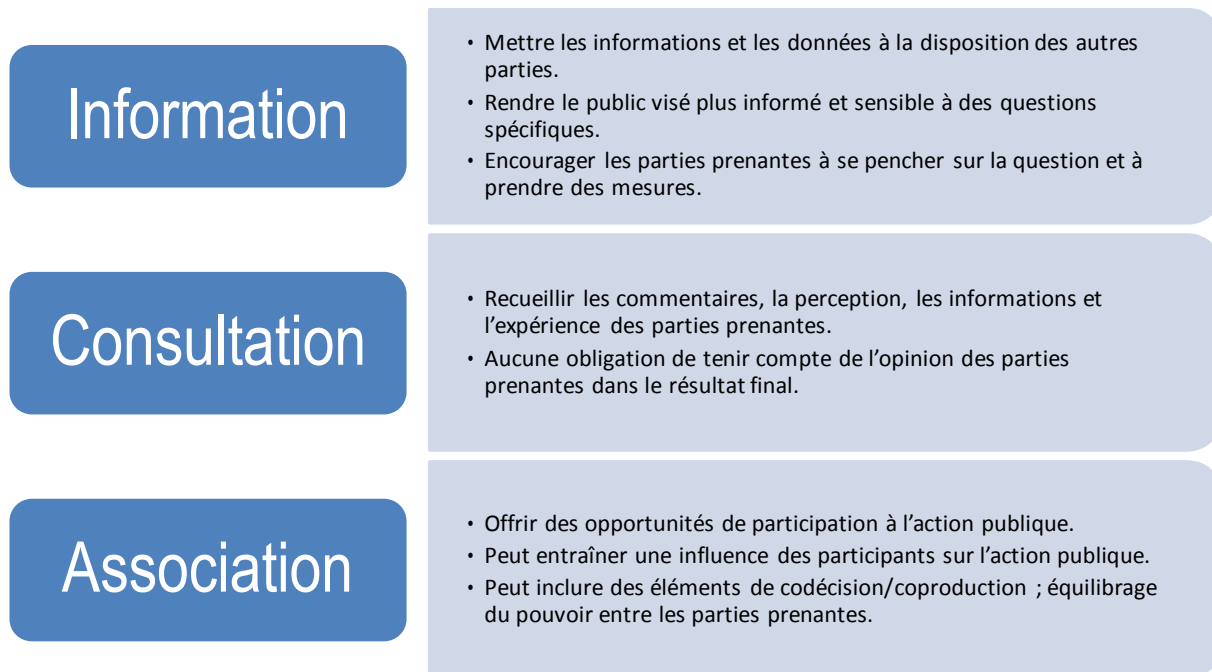 Information
• Mettre les informations et les données à la disposition des autres
parties.
• Rendre le public visé plus informé et sensible à des questions
spécifiques.
• Encourager les parties prenantes à se pencher sur la question et à
prendre des mesures.
Consultation
• Recueillir les commentaires, la perception, les informations et
l’expérience des parties prenantes.
• Aucune obligation de tenir compte de l’opinion des parties
prenantes dans le résultat final.
Association
• Offrir des opportunités de participation à l’action publique.
• Peut entraîner une influence des participants sur l’action publique.
• Peut inclure des éléments de codécision/coproduction ; équilibrage
du pouvoir entre les parties prenantes.